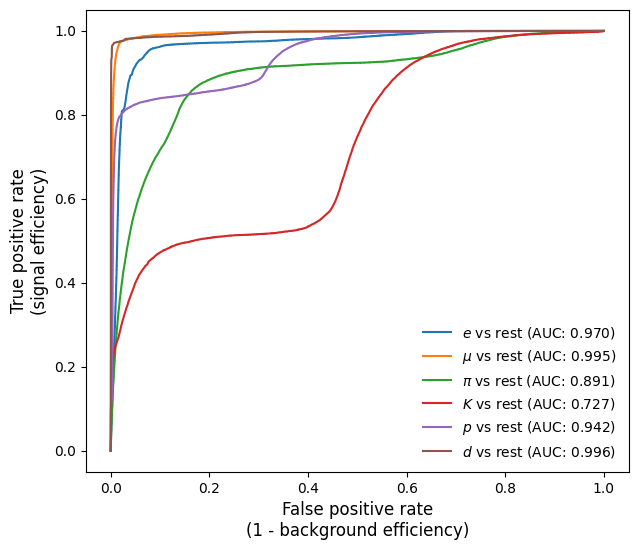 True positive rate
(signal efficiency)
1.0
0.8
0.6
0.4
0.2
0.0
e vs rest (AUC: 0.970)
μ vs rest (AUC: 0.995)
π vs rest (AUC: 0.891)
K vs rest (AUC: 0.727)
p vs rest (AUC: 0.942)
d vs rest (AUC: 0.996)
0.0 0.2 0.4 0.6 0.8 1.0
False positive rate
(1 - background efficiency)